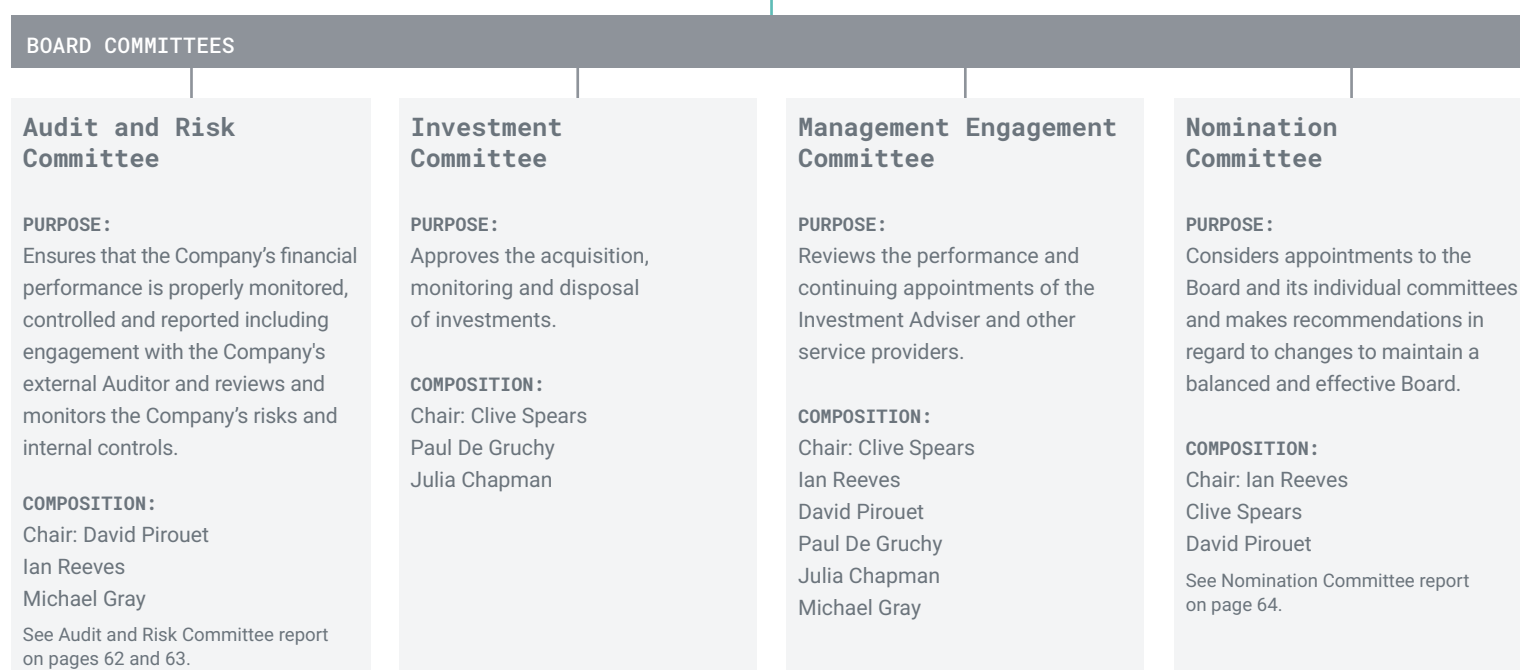 BOARD COMMITTEES
Audit and Risk
Committee
PURPOSE:
Ensures that the Company’s financial
performance is properly monitored,
controlled and reported including
engagement with the Company's
external Auditor and reviews and
monitors the Company’s risks and
internal controls.
COMPOSITION:
Chair: David Pirouet
Ian Reeves
Michael Gray
See Audit and Risk Committee report
on pages 62 and 63.
Investment
Committee
PURPOSE:
Approves the acquisition,
monitoring and disposal
of investments.
COMPOSITION:
Chair: Clive Spears
Paul De Gruchy
Julia Chapman
Management Engagement
Committee
PURPOSE:
Reviews the performance and
continuing appointments of the
Investment Adviser and other
service providers.
COMPOSITION:
Chair: Clive Spears
Ian Reeves
David Pirouet
Paul De Gruchy
Julia Chapman
Michael Gray
Nomination
Committee
PURPOSE:
Considers appointments to the
Board and its individual committees
and makes recommendations in
regard to changes to maintain a
balanced and effective Board.
COMPOSITION:
Chair: Ian Reeves
Clive Spears
David Pirouet
See Nomination Committee report
on page 64.